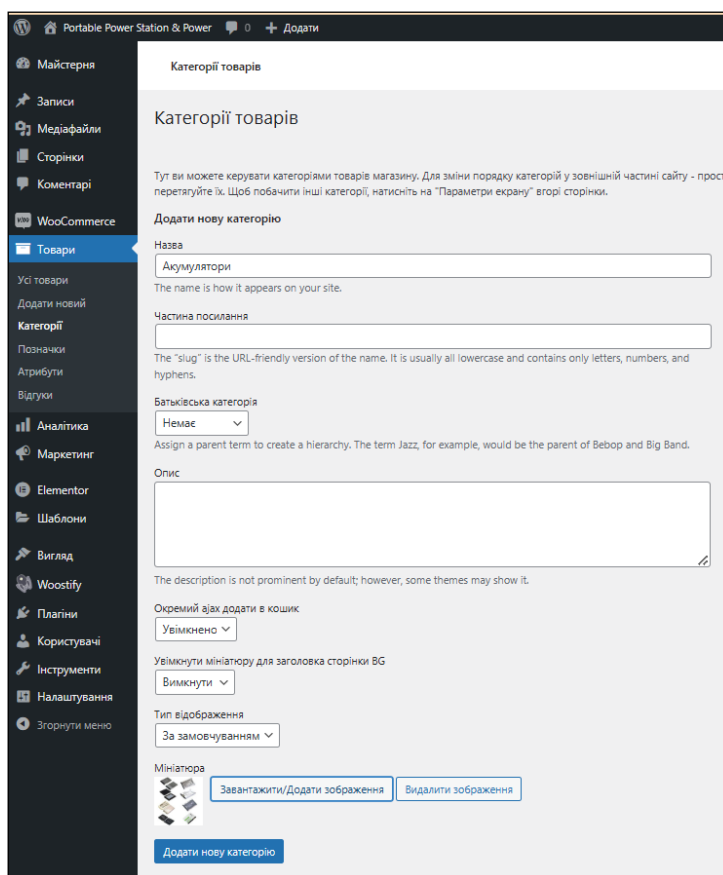 Portable Power Station & Power 0 + Додати
Майстерня
Записи
Медіафайли
Сторінки
Коментарі
WooCommerce
Товари
Усі товари
Додати новий
Категорії
Позначки
Атрибути
Відгуки
Аналітика
Маркетинг
Elementor
Шаблони
Вигляд
Woostify
Плагіни
Користувачі
Інструменти
Налаштування
Згорнути меню
Категорії товарів
Категорії товарів
Тут ви можете керувати категоріями товарів магазину. Для зміни порядку категорій у зовнішній частині сайту - прост
перетягуйте їх. Щоб побачити інші категорії, натисніть на "Параметри екрану" вгорі сторінки.
Додати нову категорію
Назва
Акумулятори
The name is how it appears on your site.
Частина посилання
The “slug” is the URL-friendly version of the name. It is usually all lowercase and contains only letters, numbers, and
hyphens.
Батьківська категорія
Немає
Assign a parent term to create a hierarchy. The term Jazz, for example, would be the parent of Bebop and Big Band.
Опис
The description is not prominent by default; however, some themes may show it.
Окремий ajax додати в кошик
Увімкнено
Увімкнути мініатюру для заголовка сторінки BG
Вимкнути
Тип відображення
За замовчуванням
Мініатюра
Завантажити/Додати зображення Видалити зображення
Додати нову категорію